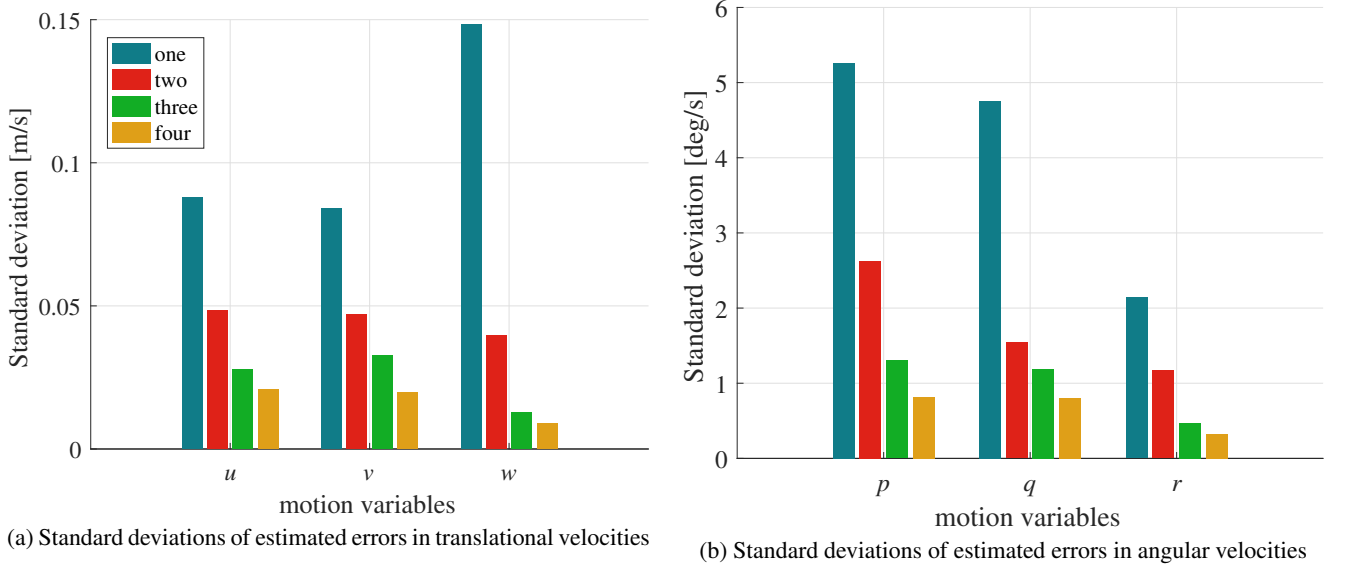 Standard deviation [m/s]
0.15
0.1
0.05
0
one
two
three
four
u
v
w
motion variables
(a) Standard deviations of estimated errors in translational velocities
Standard deviation [deg/s]
6
5
4
3
2
1
0
p
q
r
motion variables
(b) Standard deviations of estimated errors in angular velocities